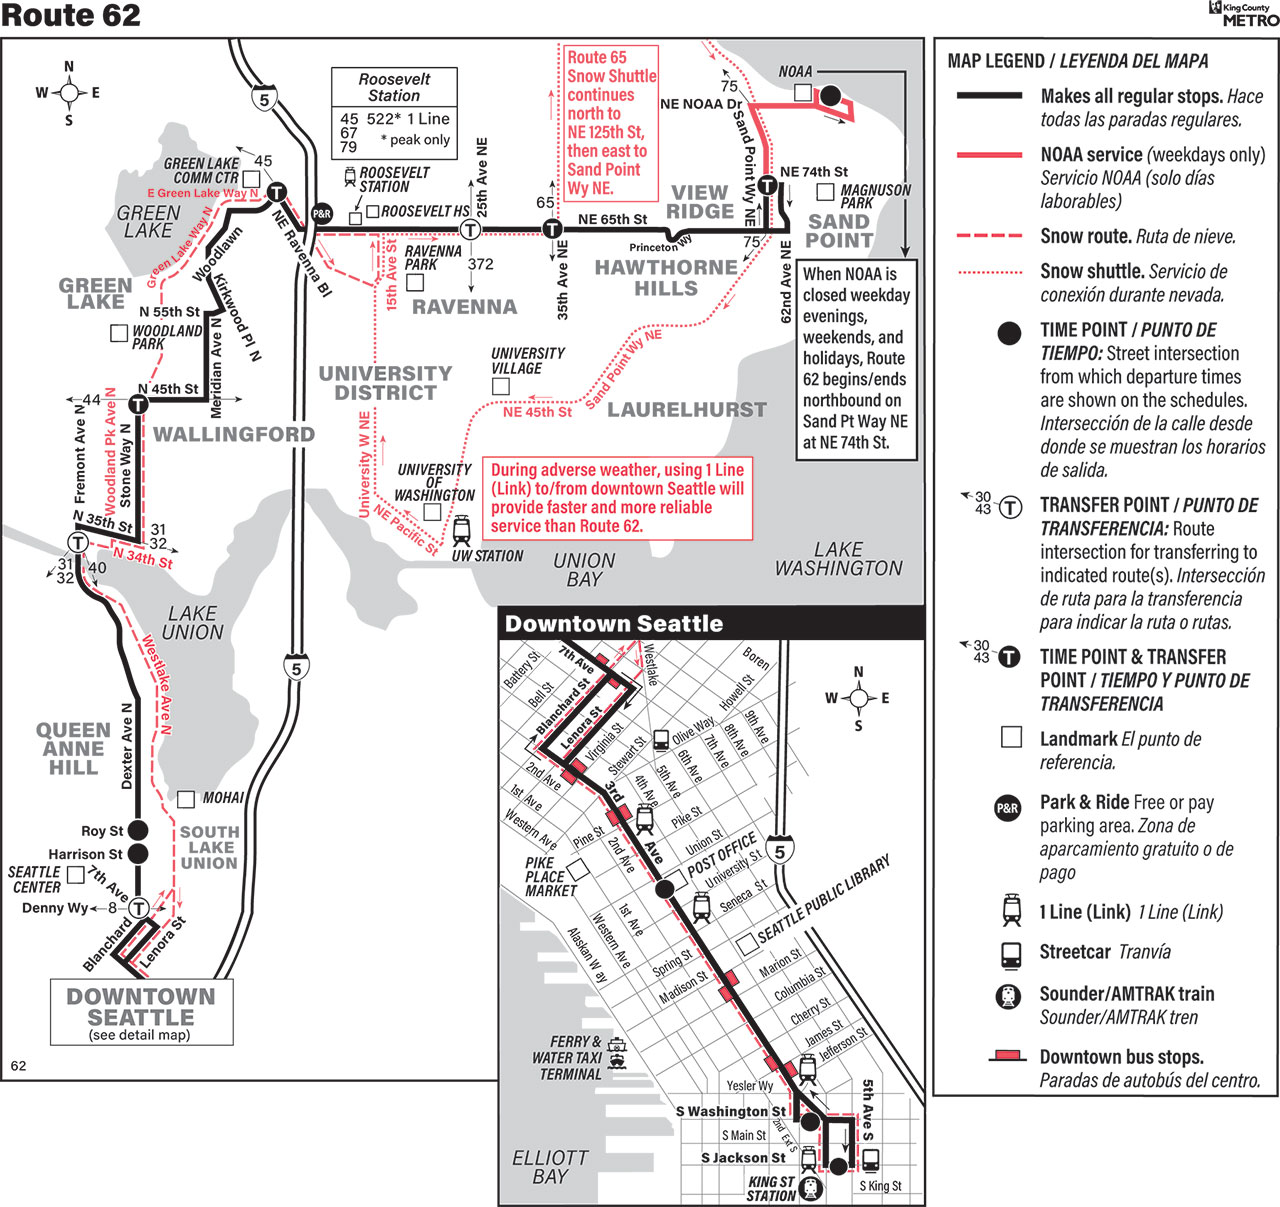 Route 62
King County
METRO
N
W
E
S
5
Roosevelt
Station
45 522* 1 Line
67
79
* peak only
Route 65
Snow Shuttle
continues
north to
NE 125th St,
then east to
Sand Point
Wy NE.
75
NE NOAA Dr
NOAA
Sand Point Wy NE
NE 74th St
MAGNUSON
PARK
VIEW
RIDGE
SAND
POINT
GREEN LAKE
COMM CTR
45
E Green Lake Way N
GREEN
LAKE
Green Lake Way N
T
P&R
ROOSEVELT
STATION
ROOSEVELT HS
25th Ave NE
65
T
T
T
NE 65th St
Princeton Wy
75
62nd Ave NE
NE Ravenna Bl
Woodlawn
RAVENNA
PARK
15th Ave NE
372
RAVENNA
35th Ave NE
HAWTHORNE
HILLS
GREEN
LAKE
Kirkwood Pl N
N 55th St
WOODLAND
PARK
Meridian Ave N
When NOAA is
closed weekday
evenings,
weekends, and
holidays, Route
62 begins/ends
northbound on
Sand Pt Way NE
at NE 74th St.
UNIVERSITY
DISTRICT
UNIVERSITY
VILLAGE
Sand Point Wy NE
NE 45th St
LAURELHURST
N 45th St
44
T
WALLINGFORD
Fremont Ave N
Woodland Pk Ave N
Stone Way N
University W NE
UNIVERSITY
OF
WASHINGTON
NE Pacific St
UW STATION
During adverse weather, using 1 Line
(Link) to/from downtown Seattle will
provide faster and more reliable
service than Route 62.
N 35th St
31
32
T
N 34th St
31
32
40
UNION
BAY
LAKE
WASHINGTON
LAKE
UNION
Westlake Ave N
5
QUEEN
ANNE
HILL
Dexter Ave N
MOHAI
Roy St
Harrison St
SOUTH
LAKE
UNION
SEATTLE
CENTER
7th Ave
Denny Wy
8
T
Blanchard
Lenora St
DOWNTOWN
SEATTLE
(see detail map)
62
Downtown Seattle
7th Ave
Westlake
Boren
Battery St
Bell St
Blanchard St
Lenora St
Virginia St
Stewart St
Olive Way
Howell St
9th Ave
8th Ave
7th Ave
6th Ave
5th Ave
4th Ave
N
W
E
S
2nd Ave
1st Ave
Western Ave
3rd
Ave
Pine St
2nd Ave
Pike St
Union St
University St
Seneca St
POST OFFICE
5
PIKE
PLACE
MARKET
SEATTLE PUBLIC LIBRARY
1st Ave
Western Ave
Alaskan Way
Spring St
Madison St
Marion St
Columbia St
Cherry St
James St
Jefferson St
FERRY &
WATER TAXI
TERMINAL
Yesler Wy
S Washington St
S Main St
2nd Ext S
5th Ave S
S Jackson St
KING ST
STATION
S King St
ELLIOTT
BAY
MAP LEGEND / LEYENDA DEL MAPA
Makes all regular stops. Hace
todas las paradas regulares.
NOAA service (weekdays only)
Servicio NOAA (solo días
laborables)
Snow route. Ruta de nieve.
Snow shuttle. Servicio de
conexión durante nevada.
TIME POINT / PUNTO DE
TIEMPO: Street intersection
from which departure times
are shown on the schedules.
Intersección de la calle desde
donde se muestran los horarios
de salida.
30
43
T
TRANSFER POINT / PUNTO DE
TRANSFERENCIA: Route
intersection for transferring to
indicated route(s). Intersección
de ruta para la transferencia
para indicar la ruta o rutas.
30
43
T
TIME POINT & TRANSFER
POINT / TIEMPO Y PUNTO DE
TRANSFERENCIA
Landmark El punto de
referencia.
P&R
Park & Ride Free or pay
parking area. Zona de
aparcamiento gratuito o de
pago
1 Line (Link) 1 Line (Link)
Streetcar Tranvía
Sounder/AMTRAK train
Sounder/AMTRAK tren
Downtown bus stops.
Paradas de autobús del centro.